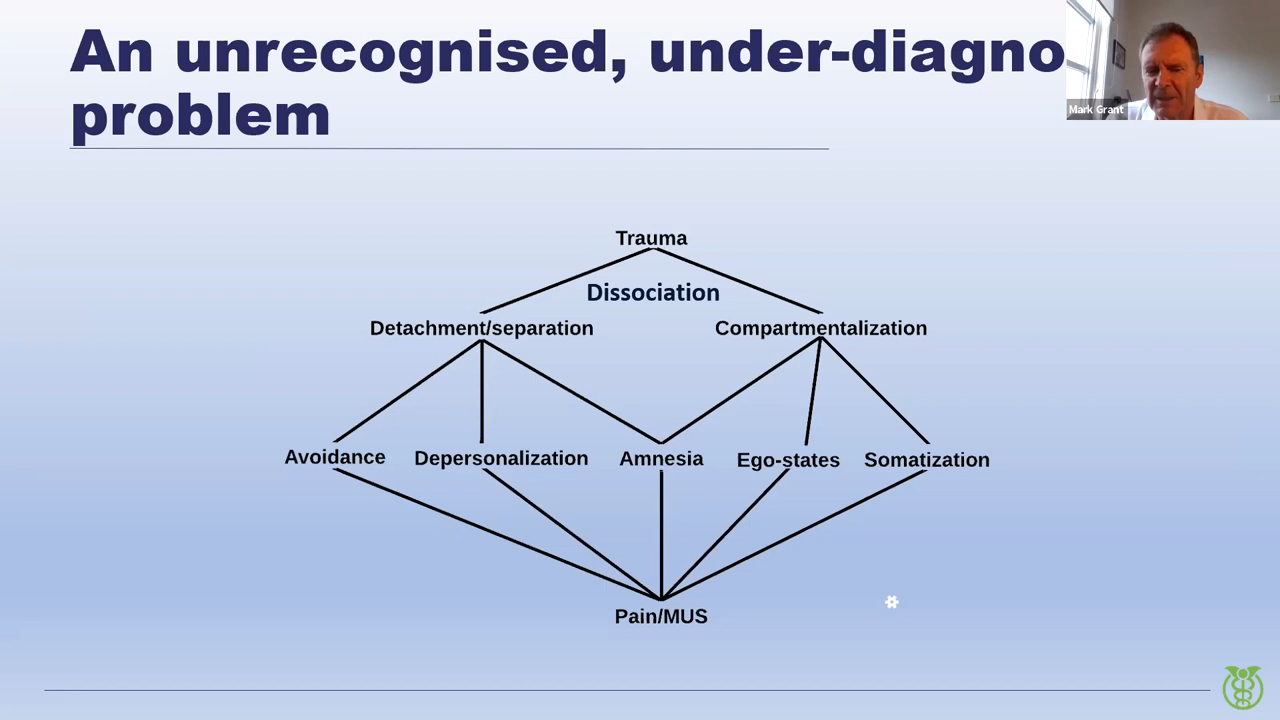 An unrecognised, under-diagno
problem
Mark Grant
Trauma
Dissociation
Detachment/separation Compartmentalization
Avoidance Depersonalization Amnesia Ego-states Somatization
Pain/MUS